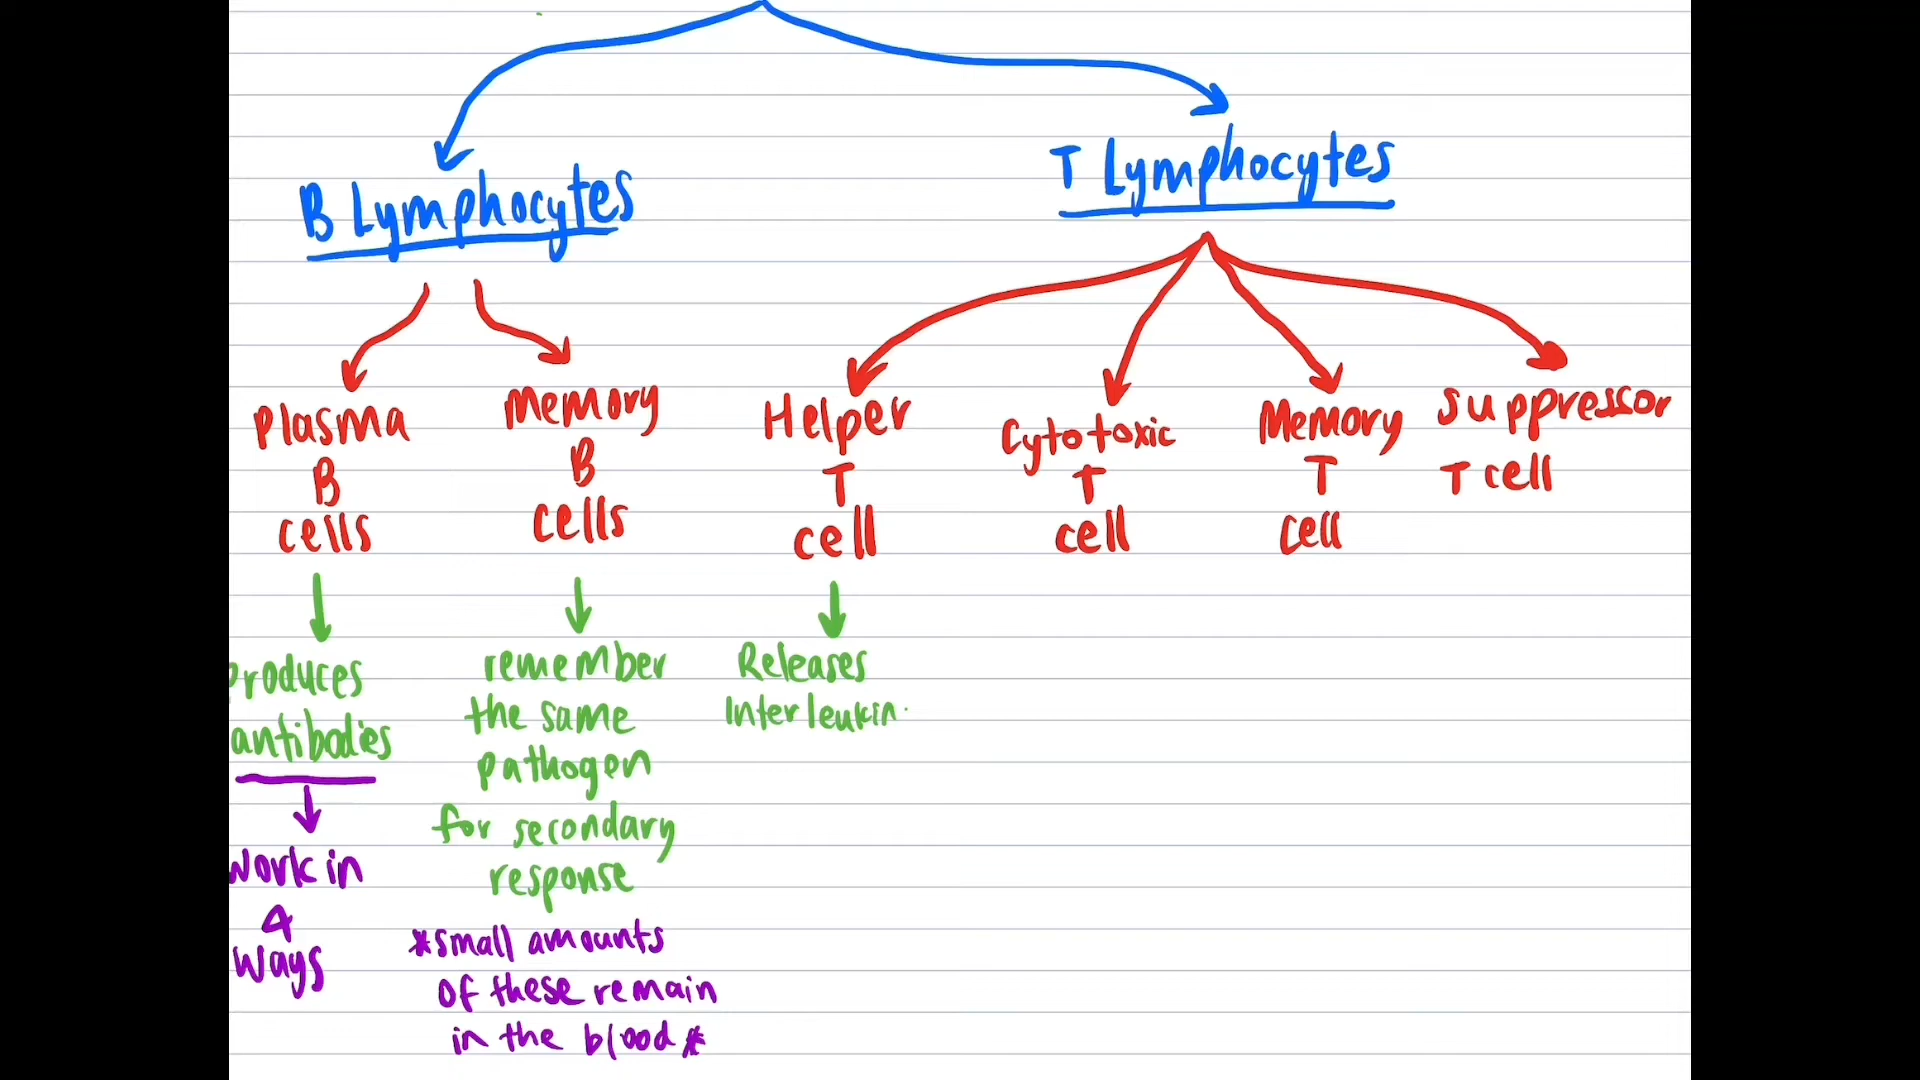 B Lymphocytes
T Lymphocytes
Plasma
B
cells
Memory
B
cells
Helper
T
cell
Cytotoxic
T
cell
Memory
T
cell
suppressor
T cell
produces
antibodies
work in
4
ways
remember
the same
pathogen
for secondary
response
*small amounts
of these remain
in the blood*
Releases
Interleukin.